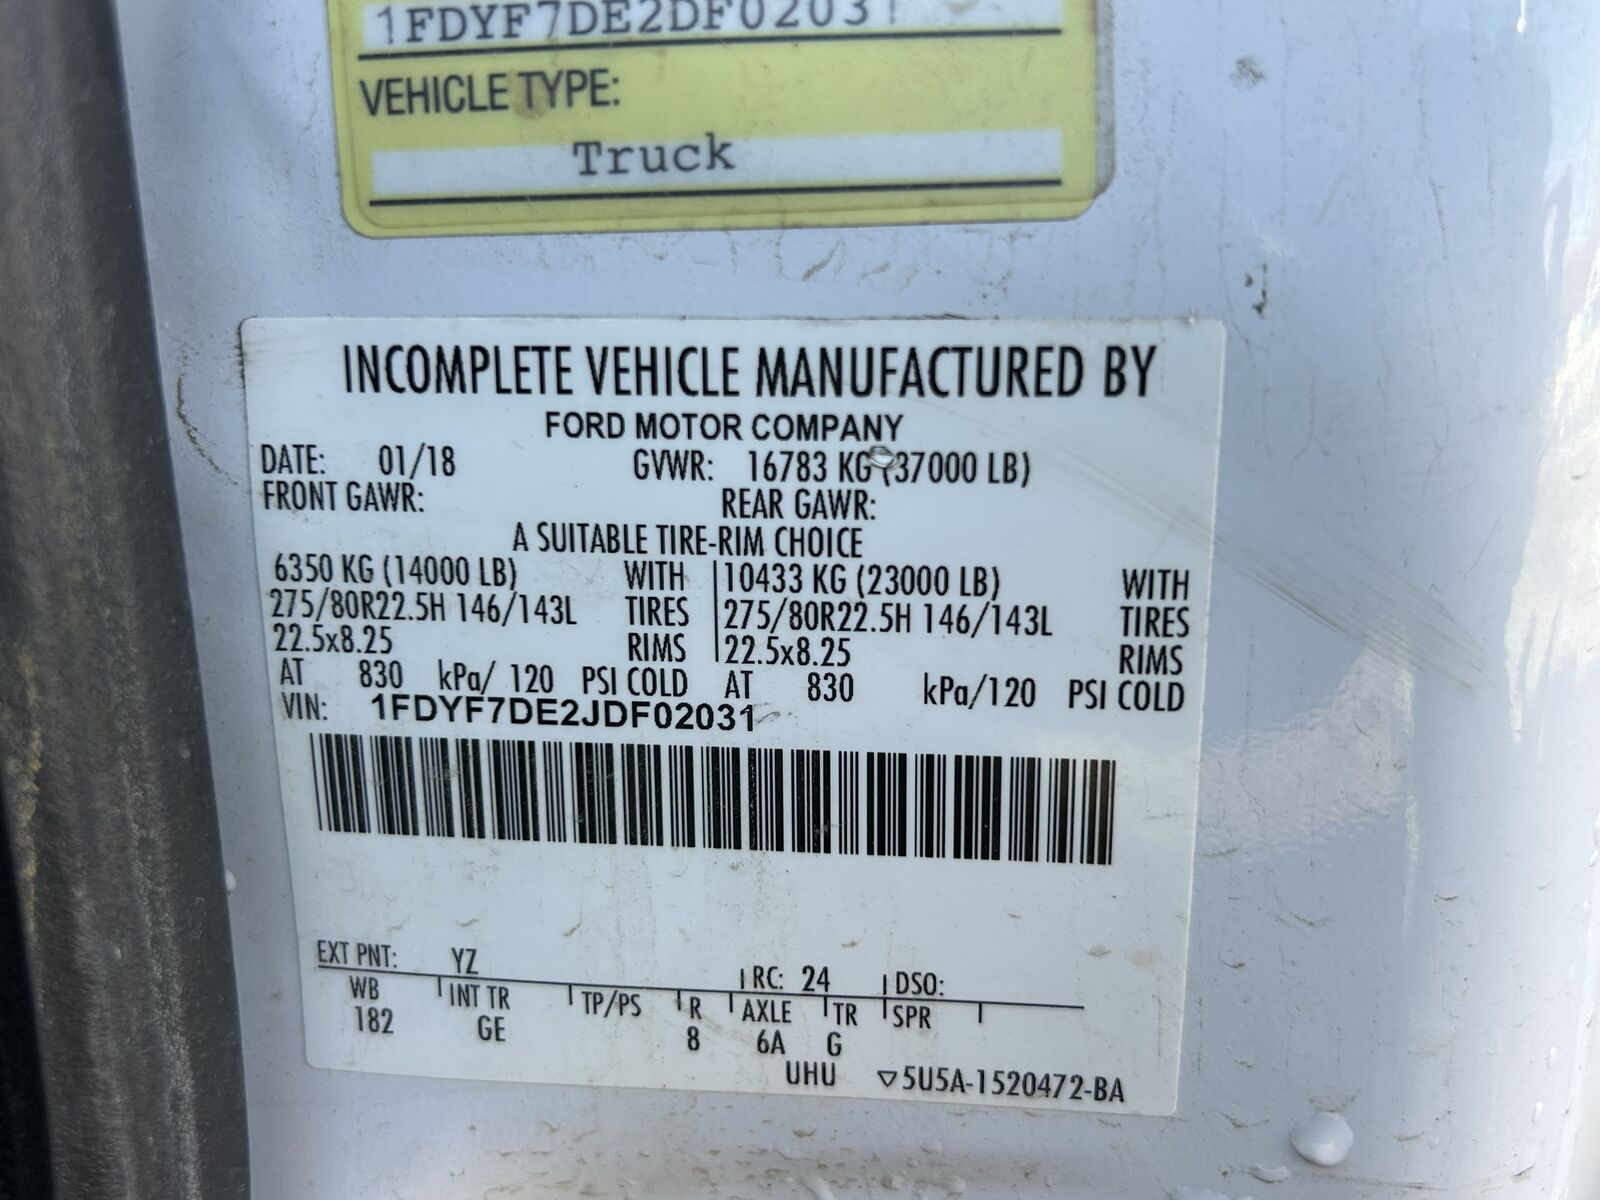 1FDYF7DE2DF02031
VEHICLE TYPE:
Truck
INCOMPLETE VEHICLE MANUFACTURED BY
FORD MOTOR COMPANY
DATE: 01/18 GVWR: 16783 KG (37000 LB)
FRONT GAWR: REAR GAWR:
A SUITABLE TIRE-RIM CHOICE
6350 KG (14000 LB) WITH 10433 KG (23000 LB) WITH
275/80R22.5H 146/143L TIRES 275/80R22.5H 146/143L TIRES
22.5x8.25 RIMS 22.5x8.25 RIMS
AT 830 kPa/ 120 PSI COLD AT 830 kPa/120 PSI COLD
VIN: 1FDYF7DE2JDF02031
EXT PNT: YZ RC: 24 DSO:
WB INT TR TP/PS R AXLE TR SPR
182 GE 8 6A G
UHU ▽5U5A-1520472-BA